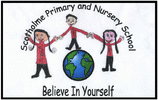 Scotholme Primary and Nursery School
Believe In Yourself